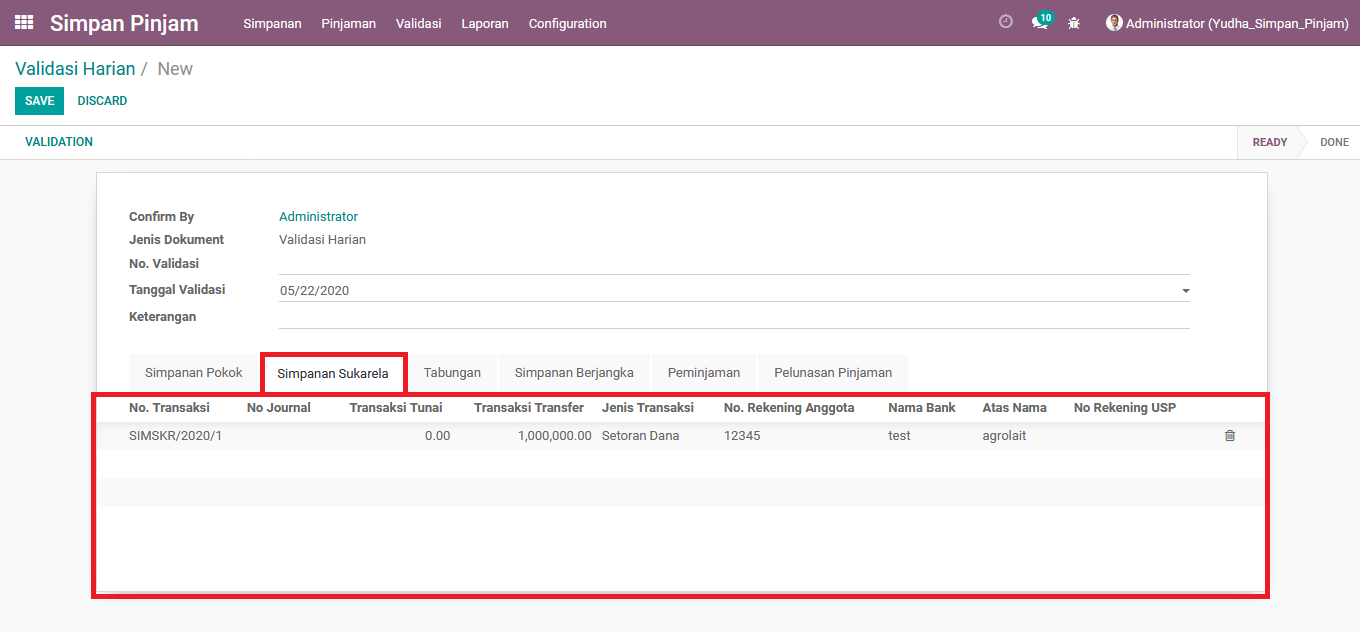 Simpan Pinjam Simpanan Pinjaman Validasi Laporan Configuration 10 Administrator (Yudha_Simpan_Pinjam)
Validasi Harian / New
SAVE DISCARD
VALIDATION READY DONE
Confirm By Administrator
Jenis Dokument Validasi Harian
No. Validasi
Tanggal Validasi 05/22/2020
Keterangan
Simpanan Pokok Simpanan Sukarela Tabungan Simpanan Berjangka Peminjaman Pelunasan Pinjaman
No. Transaksi No Journal Transaksi Tunai Transaksi Transfer Jenis Transaksi No. Rekening Anggota Nama Bank Atas Nama No Rekening USP
SIMSKR/2020/1 0.00 1,000,000.00 Setoran Dana 12345 test agrolait